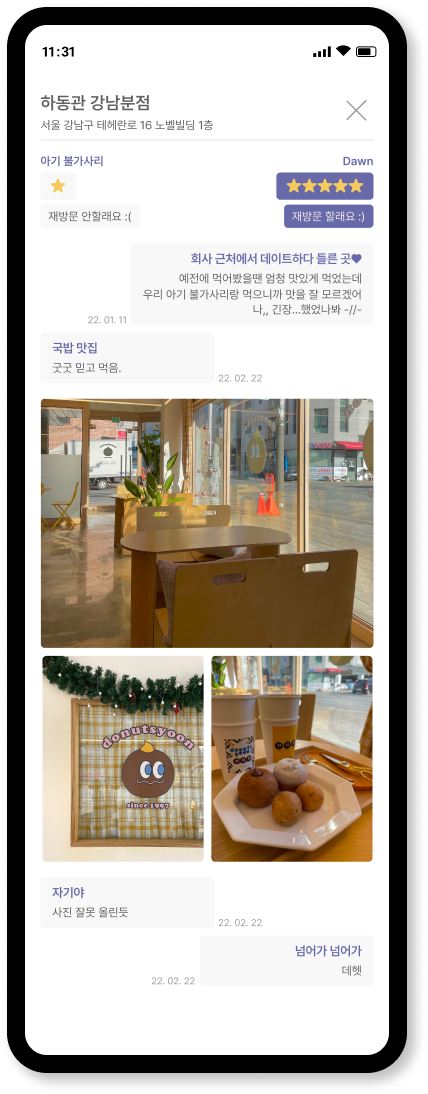 11:31
하동관 강남분점
서울 강남구 테헤란로 16 노벨빌딩 1층
아기 불가사리
Dawn
재방문 안할래요 :(
재방문 할래요 :)
회사 근처에서 데이트하다 들른 곳♥
예전에 먹어봤을땐 엄청 맛있게 먹었는데
우리 아기 불가사리랑 먹으니까 맛을 잘 모르겠어
나,, 긴장...했었나봐 -//-
22. 01. 11
국밥 맛집
굿굿 믿고 먹음.
22. 02. 22
donutsyoon
since 1997
자기야
사진 잘못 올린듯
22. 02. 22
넘어가 넘어가
데헷
22. 02. 22